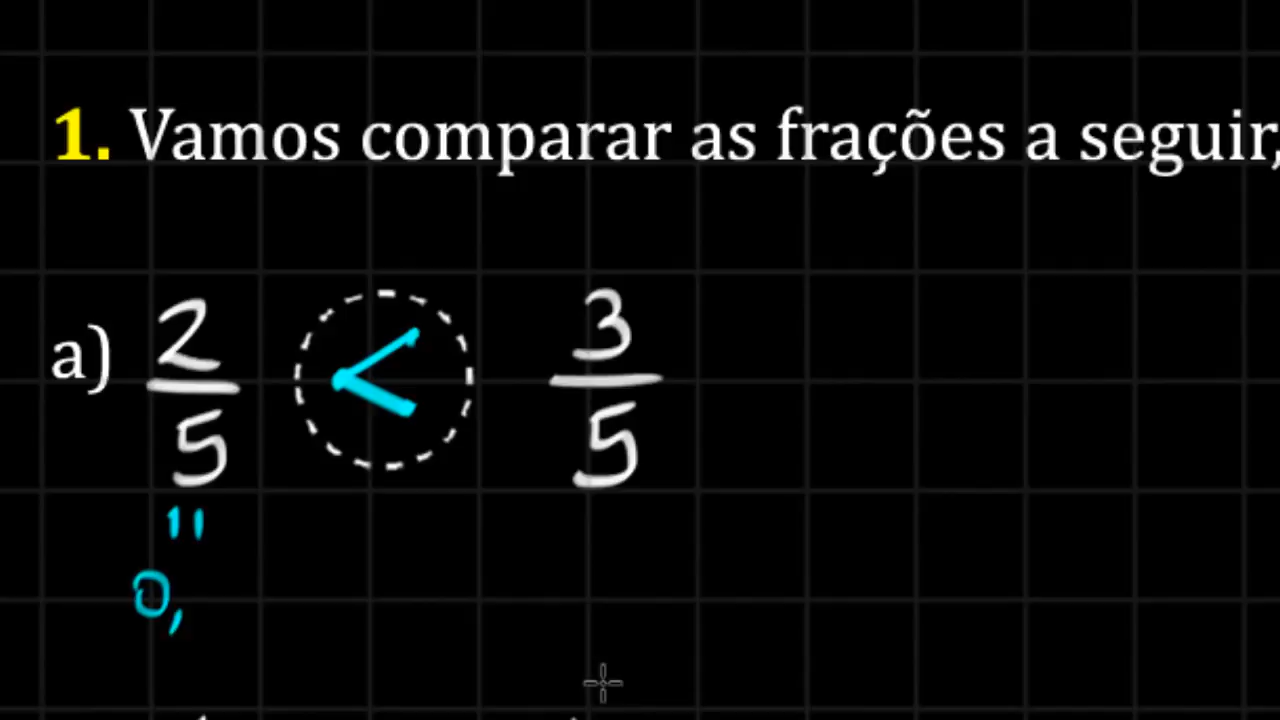 1. Vamos comparar as frações a seguir,
a) 2/5 < 3/5
"
0,